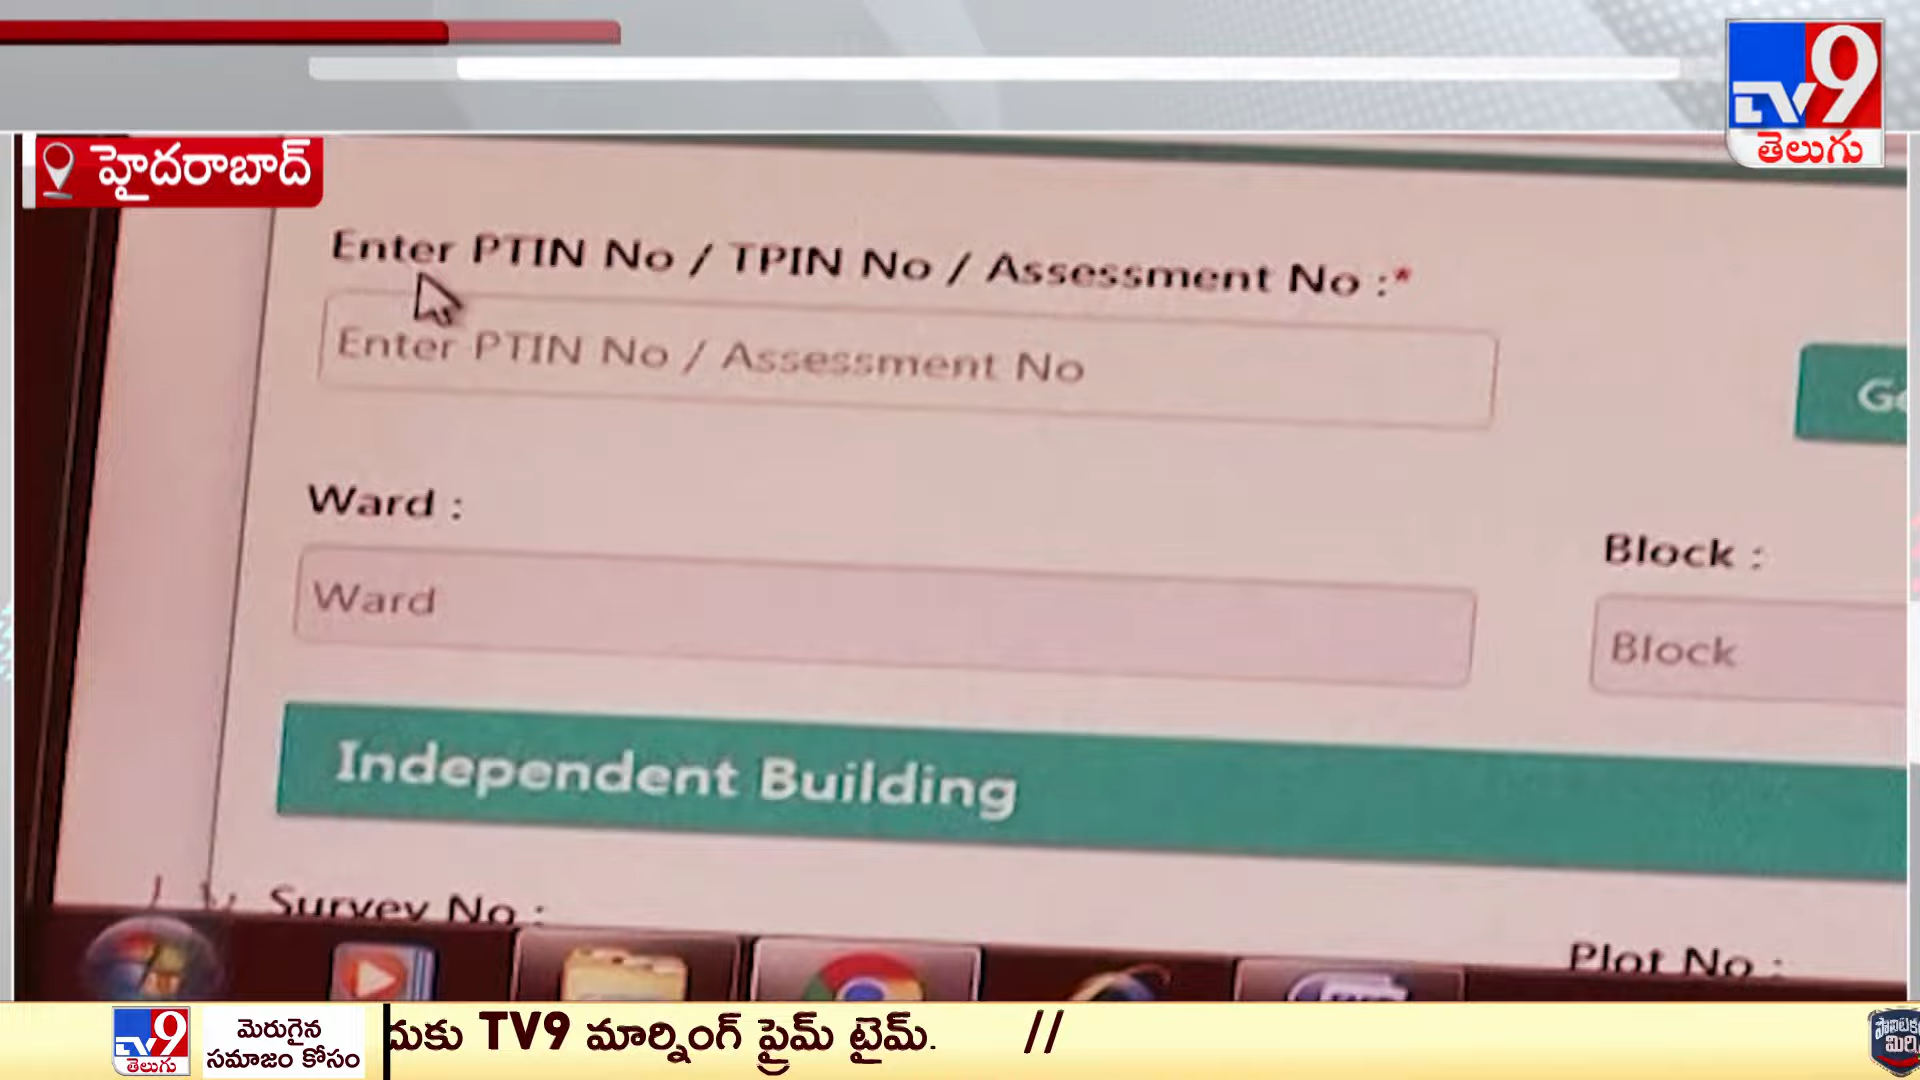 TV9
తెలుగు
హైదరాబాద్
Enter PTIN No / TPIN No / Assessment No :*
Enter PTIN No / Assessment No
Ward :
Block :
Ward
Block
Independent Building
Survey No :
Plot No :
TV9
తెలుగు
మెరుగైన
సమాజం కోసం
TV9 మార్నింగ్ ప్రైమ్ టైమ్. //